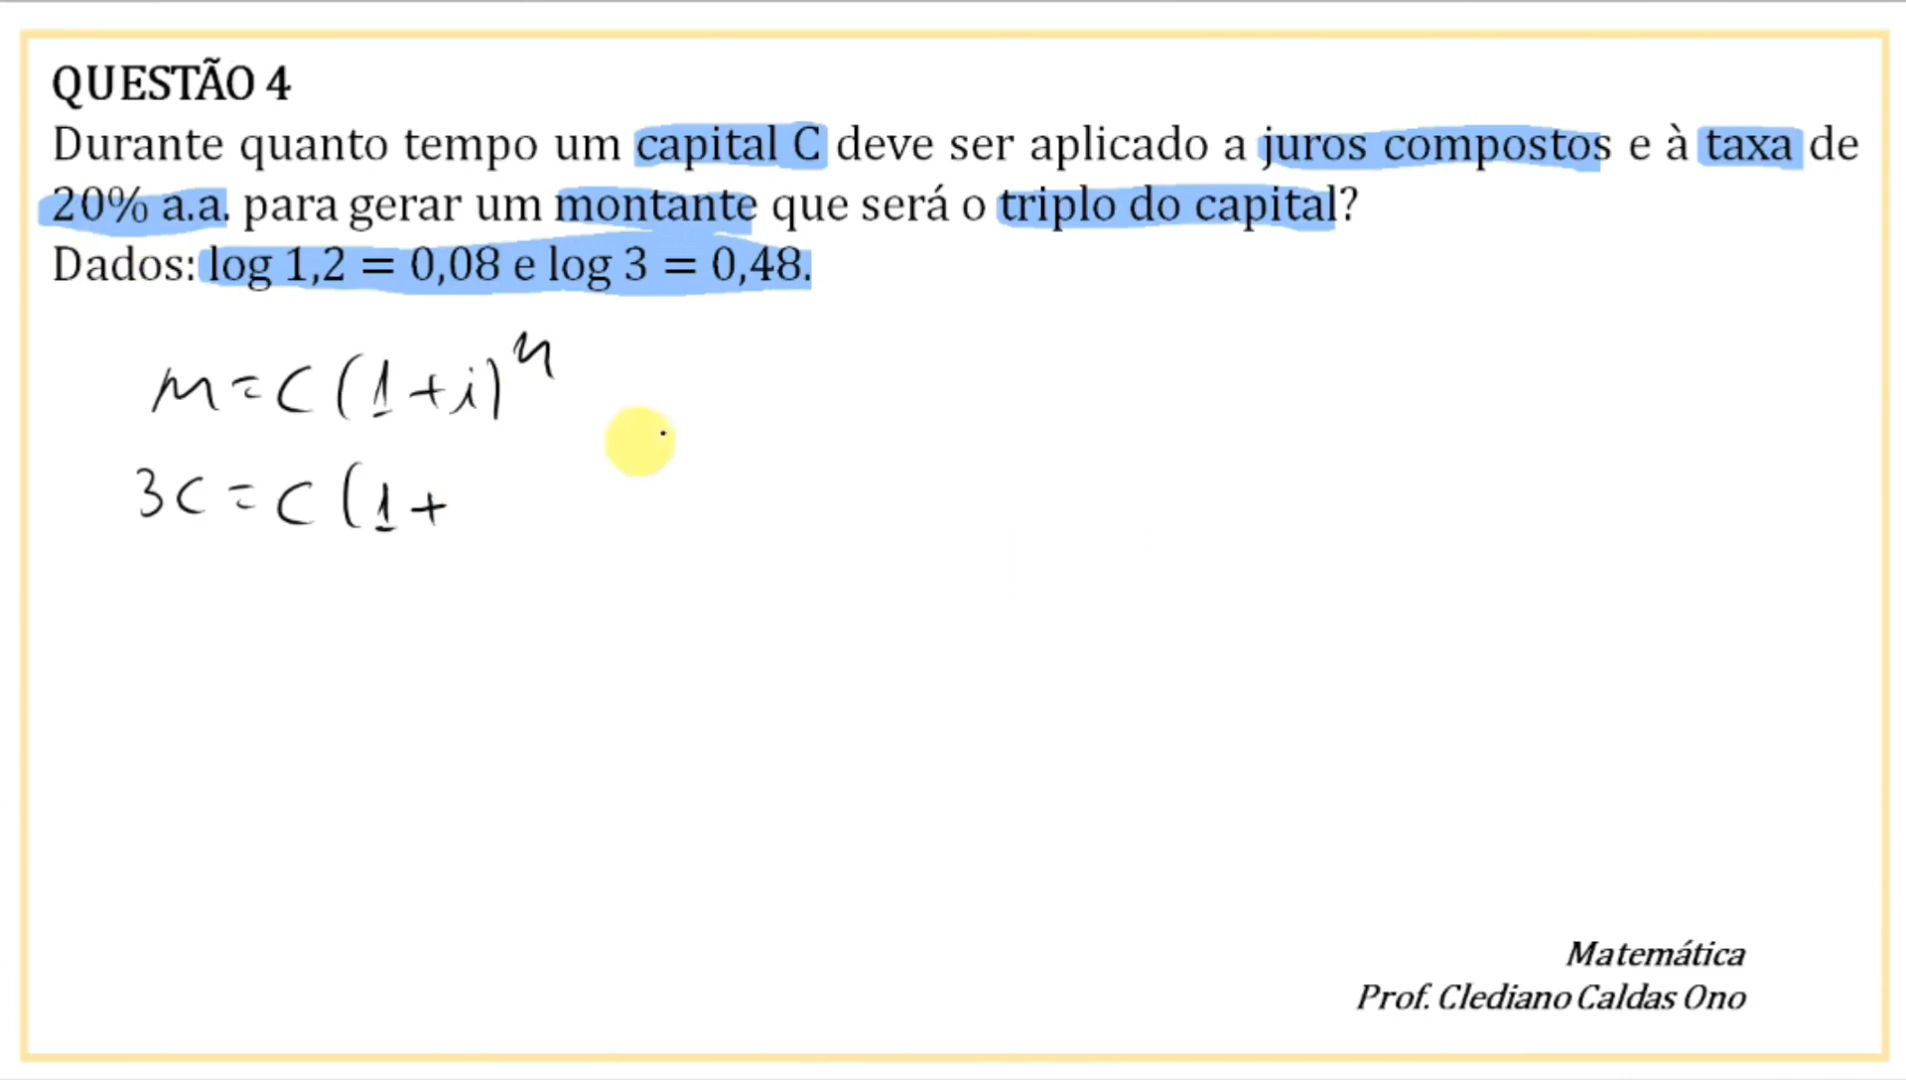 QUESTÃO 4
Durante quanto tempo um capital C deve ser aplicado a juros compostos e à taxa de
20% a.a. para gerar um montante que será o triplo do capital?
Dados: log 1,2 = 0,08 e log 3 = 0,48.
M = C (1 + i)^n
3C = C (1 +
Matemática
Prof. Clediano Caldas Ono